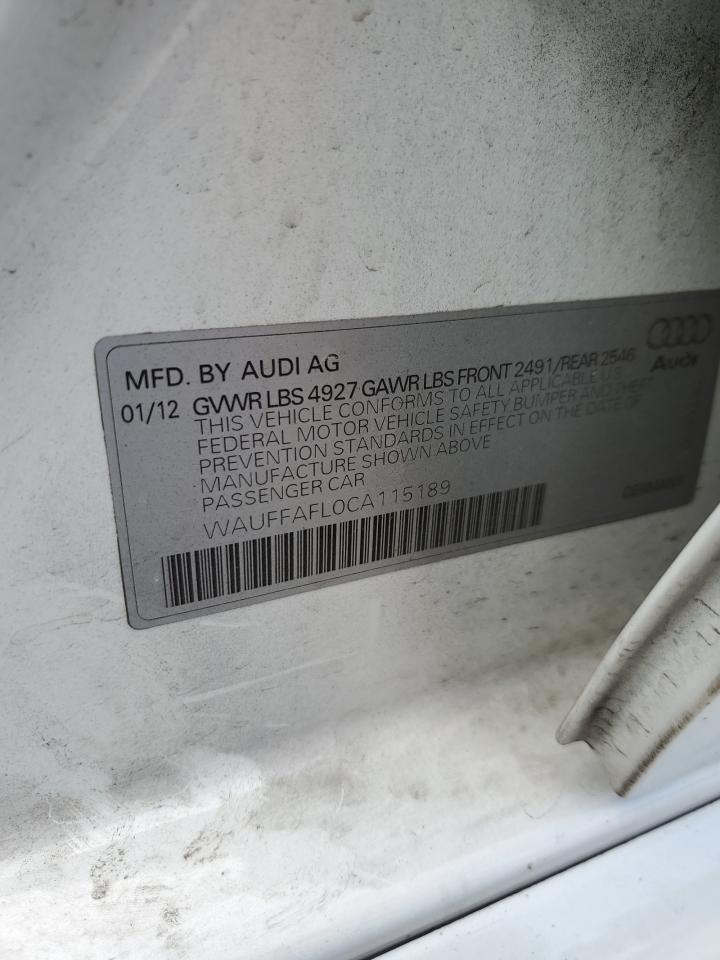 MFD. BY AUDI AG
01/12 GVWR LBS 4927 GAWR LBS FRONT 2491/REAR 2546
THIS VEHICLE CONFORMS TO ALL APPLICABLE U.S.
FEDERAL MOTOR VEHICLE SAFETY, BUMPER AND THEFT
PREVENTION STANDARDS IN EFFECT ON THE DATE OF
MANUFACTURE SHOWN ABOVE
PASSENGER CAR
WAUFFAFL0CA115189
Audi
GERMANY